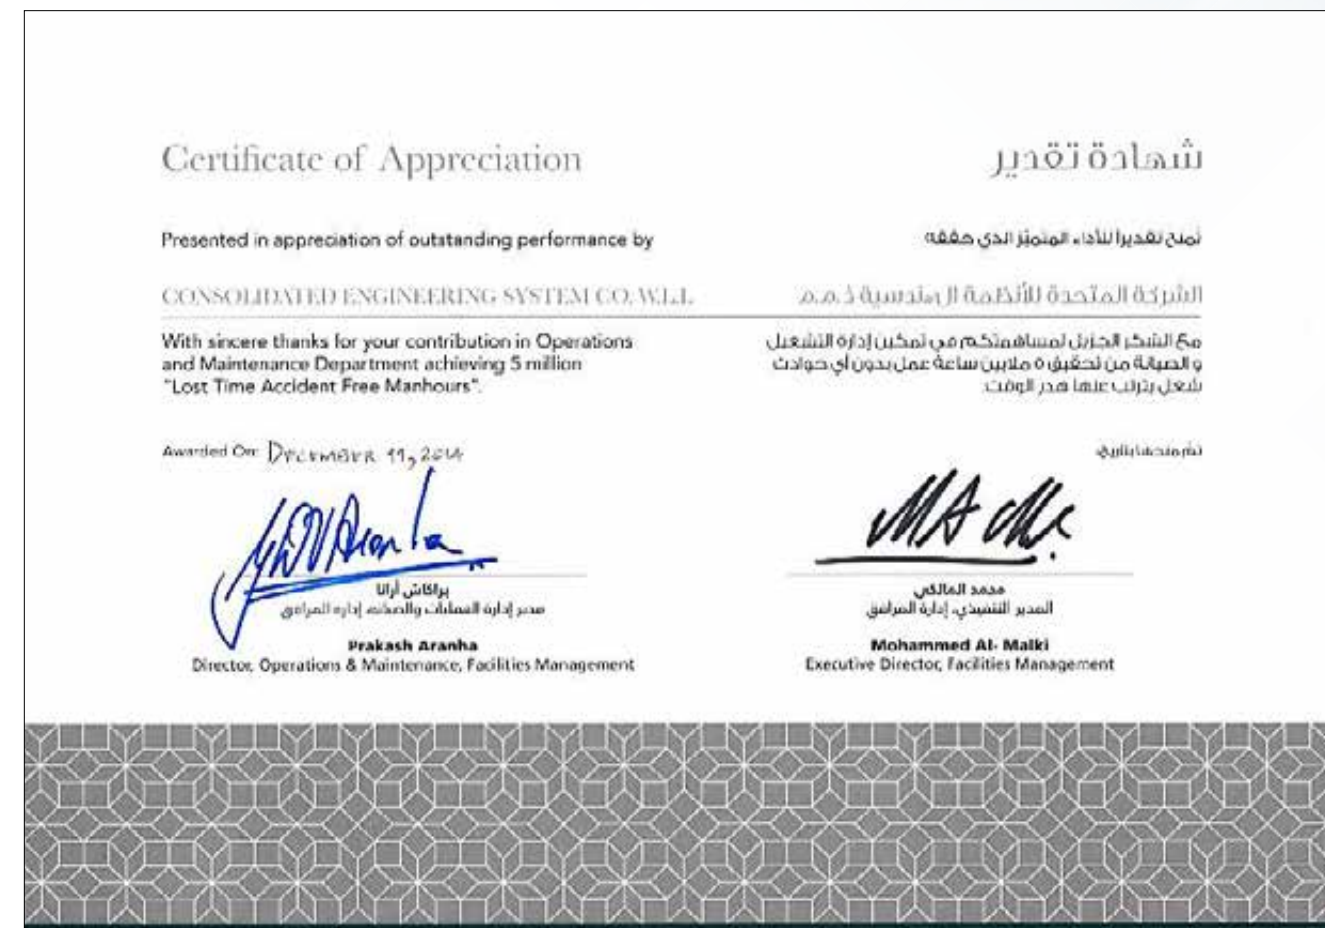 Certificate of Appreciation
شهادة تقدير
Presented in appreciation of outstanding performance by
تمنح تقديراً للأداء المتميّز الذي حققه
CONSOLIDATED ENGINEERING SYSTEM CO. W.L.L.
الشركة المتحدة للأنظمة الهندسية ذ.م.م
With sincere thanks for your contribution in Operations
and Maintenance Department achieving 5 million
"Lost Time Accident Free Manhours".
مع الشكر الجزيل لمساهمتكم في تمكين إدارة التشغيل
و الصيانة من تحقيق ٥ ملايين ساعة عمل بدون أي حوادث
شغل يترتب عنها هدر الوقت
Awarded On: DECEMBER 11, 2014
تم منحها بتاريخ
براكاش أرانا
مدير إدارة العمليات والصيانة، إدارة المرافق
Prakash Aranha
Director, Operations & Maintenance, Facilities Management
محمد المالكي
المدير التنفيذي، إدارة المرافق
Mohammed Al- Malki
Executive Director, Facilities Management